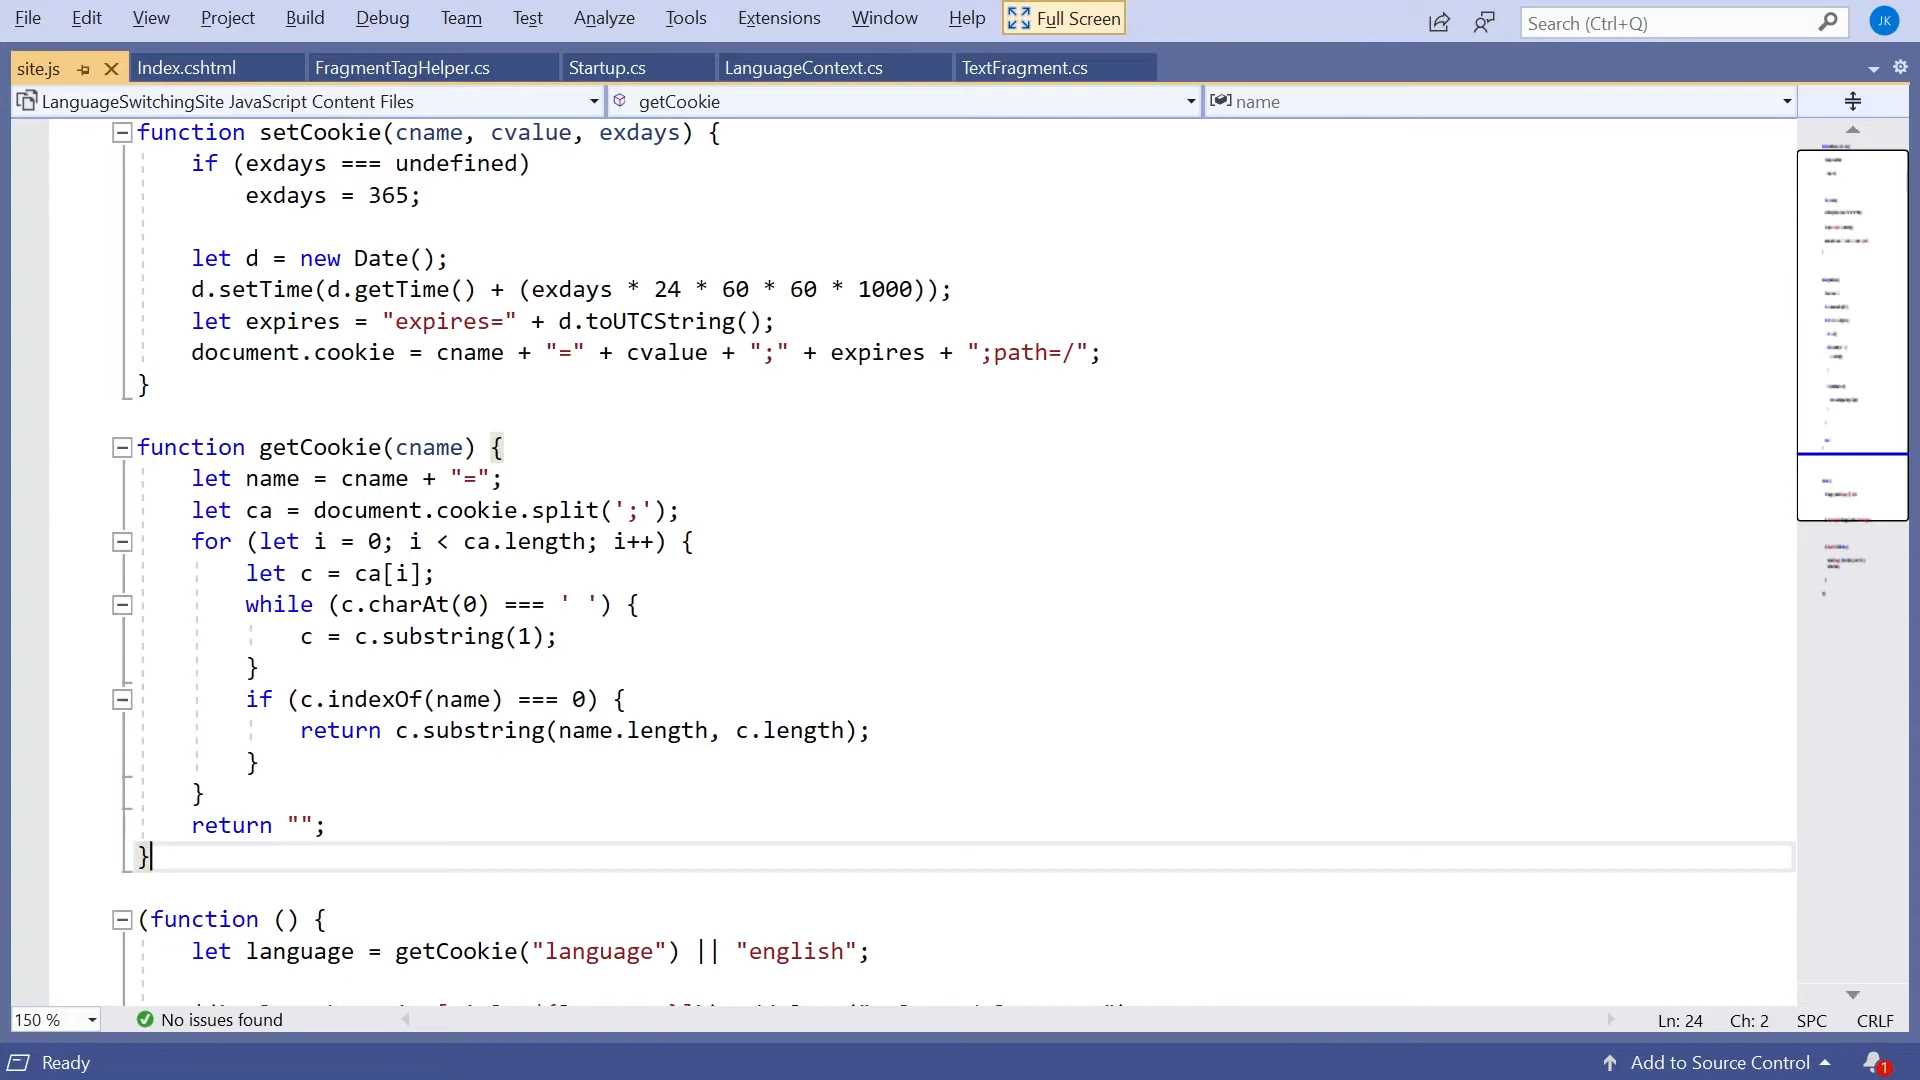 File Edit View Project Build Debug Team Test Analyze Tools Extensions Window Help Full Screen Search (Ctrl+Q) JK
site.js Index.cshtml FragmentTagHelper.cs Startup.cs LanguageContext.cs TextFragment.cs
LanguageSwitchingSite JavaScript Content Files getCookie name
function setCookie(cname, cvalue, exdays) {
if (exdays === undefined)
exdays = 365;
let d = new Date();
d.setTime(d.getTime() + (exdays * 24 * 60 * 60 * 1000));
let expires = "expires=" + d.toUTCString();
document.cookie = cname + "=" + cvalue + ";" + expires + ";path=/";
}
function getCookie(cname) {
let name = cname + "=";
let ca = document.cookie.split(';');
for (let i = 0; i < ca.length; i++) {
let c = ca[i];
while (c.charAt(0) === ' ') {
c = c.substring(1);
}
if (c.indexOf(name) === 0) {
return c.substring(name.length, c.length);
}
}
return "";
}
(function () {
let language = getCookie("language") || "english";
150 % No issues found Ln: 24 Ch: 2 SPC CRLF
Ready Add to Source Control 1